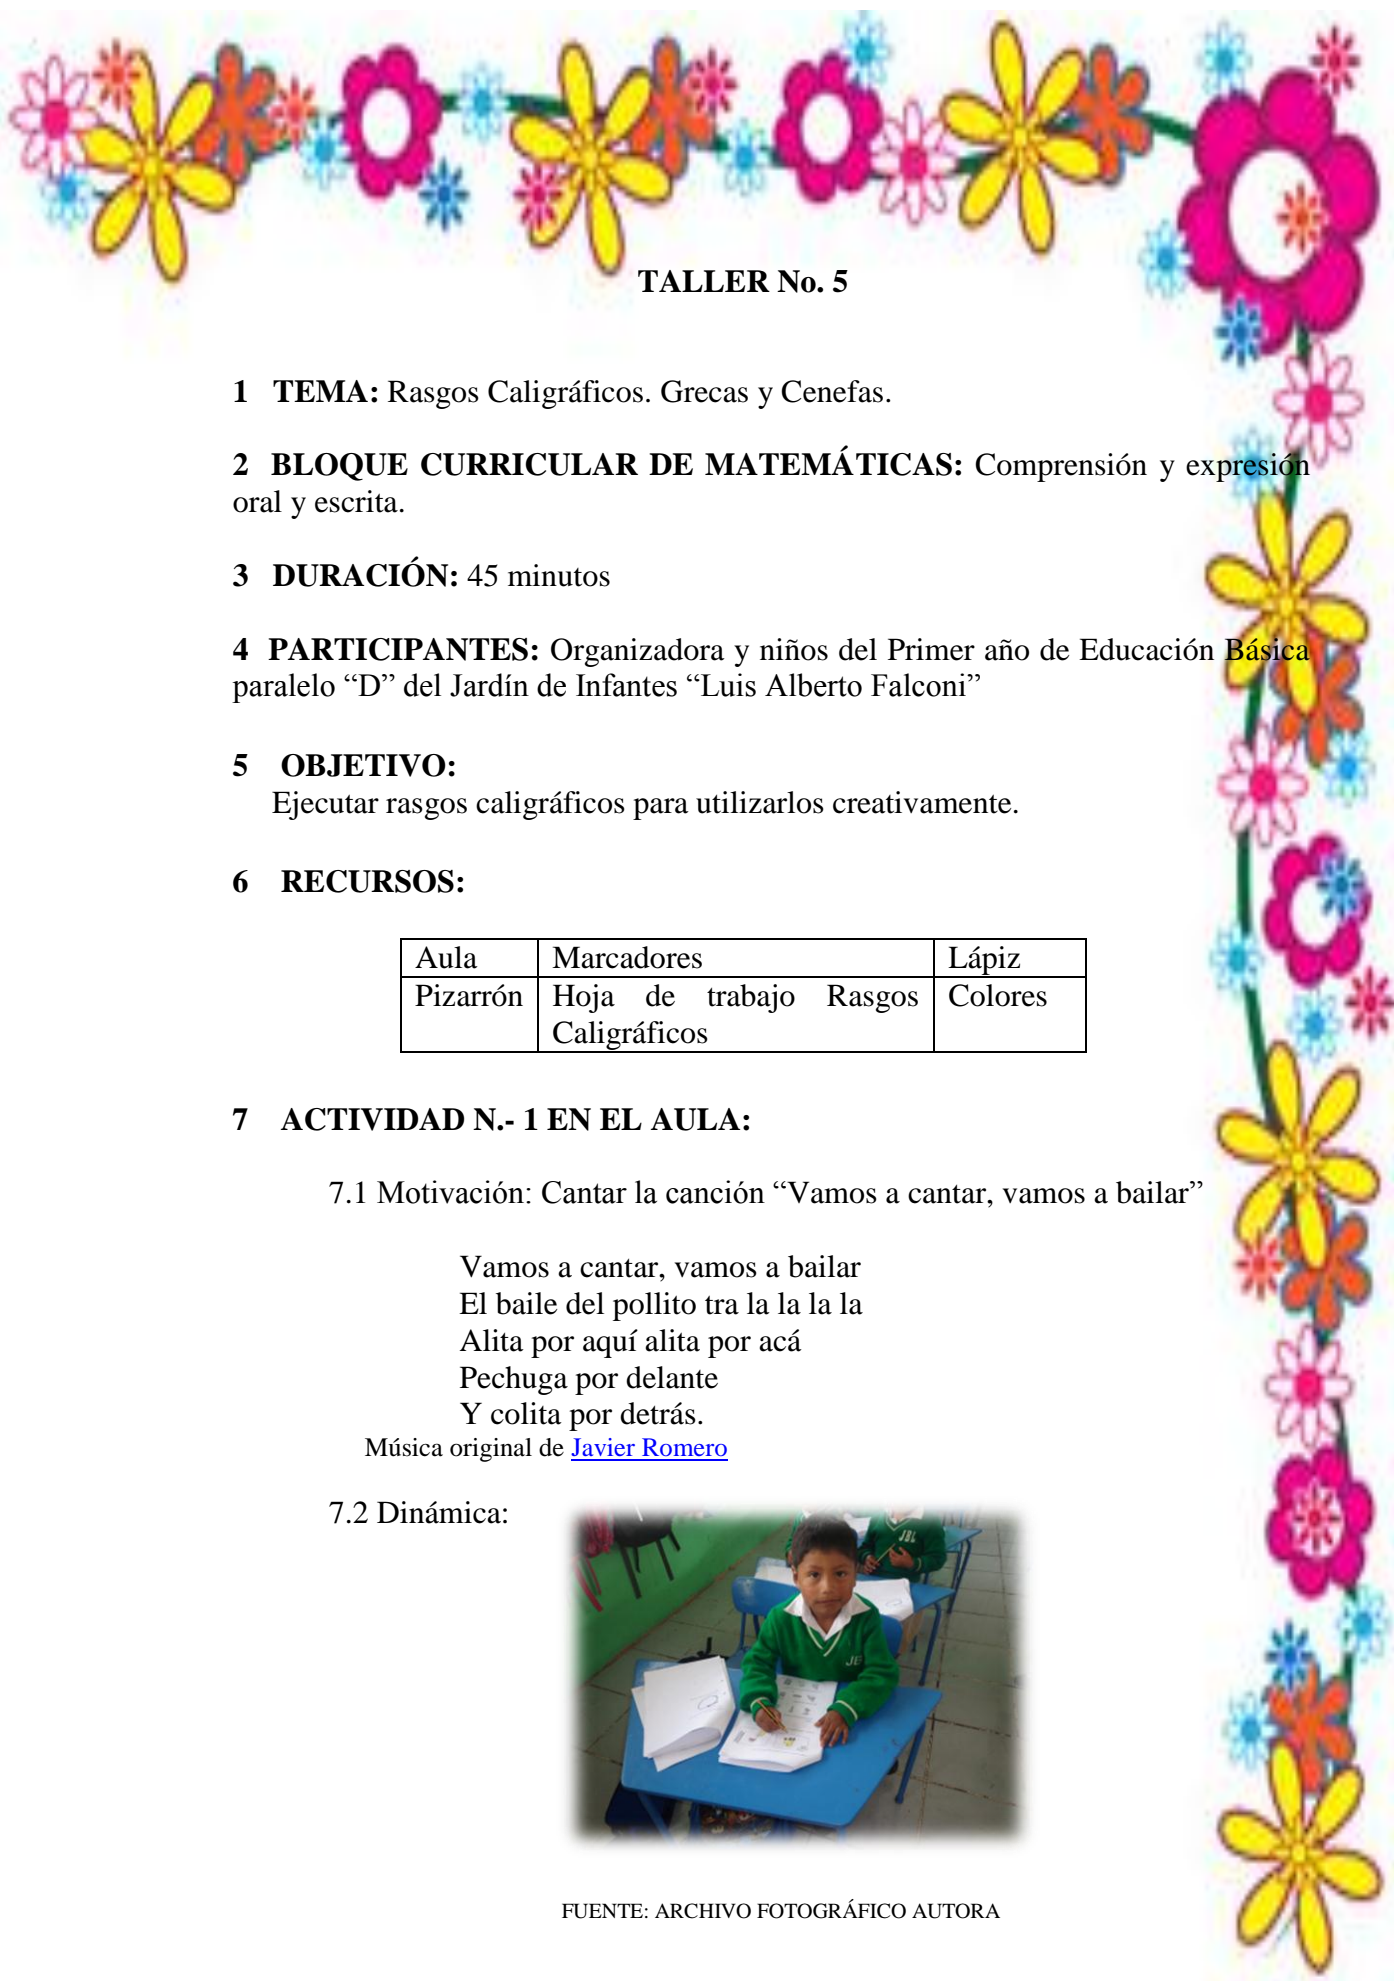 TALLER No. 5
1 TEMA: Rasgos Caligráficos. Grecas y Cenefas.
2 BLOQUE CURRICULAR DE MATEMÁTICAS: Comprensión y expresión
oral y escrita.
3 DURACIÓN: 45 minutos
4 PARTICIPANTES: Organizadora y niños del Primer año de Educación Básica
paralelo “D” del Jardín de Infantes “Luis Alberto Falconi”
5 OBJETIVO:
Ejecutar rasgos caligráficos para utilizarlos creativamente.
6 RECURSOS:
Aula Marcadores Lápiz
Pizarrón Hoja de trabajo Rasgos Colores
Caligráficos
7 ACTIVIDAD N.- 1 EN EL AULA:
7.1 Motivación: Cantar la canción “Vamos a cantar, vamos a bailar”
Vamos a cantar, vamos a bailar
El baile del pollito tra la la la la
Alita por aquí alita por acá
Pechuga por delante
Y colita por detrás.
Música original de Javier Romero
7.2 Dinámica:
JBL
FUENTE: ARCHIVO FOTOGRÁFICO AUTORA